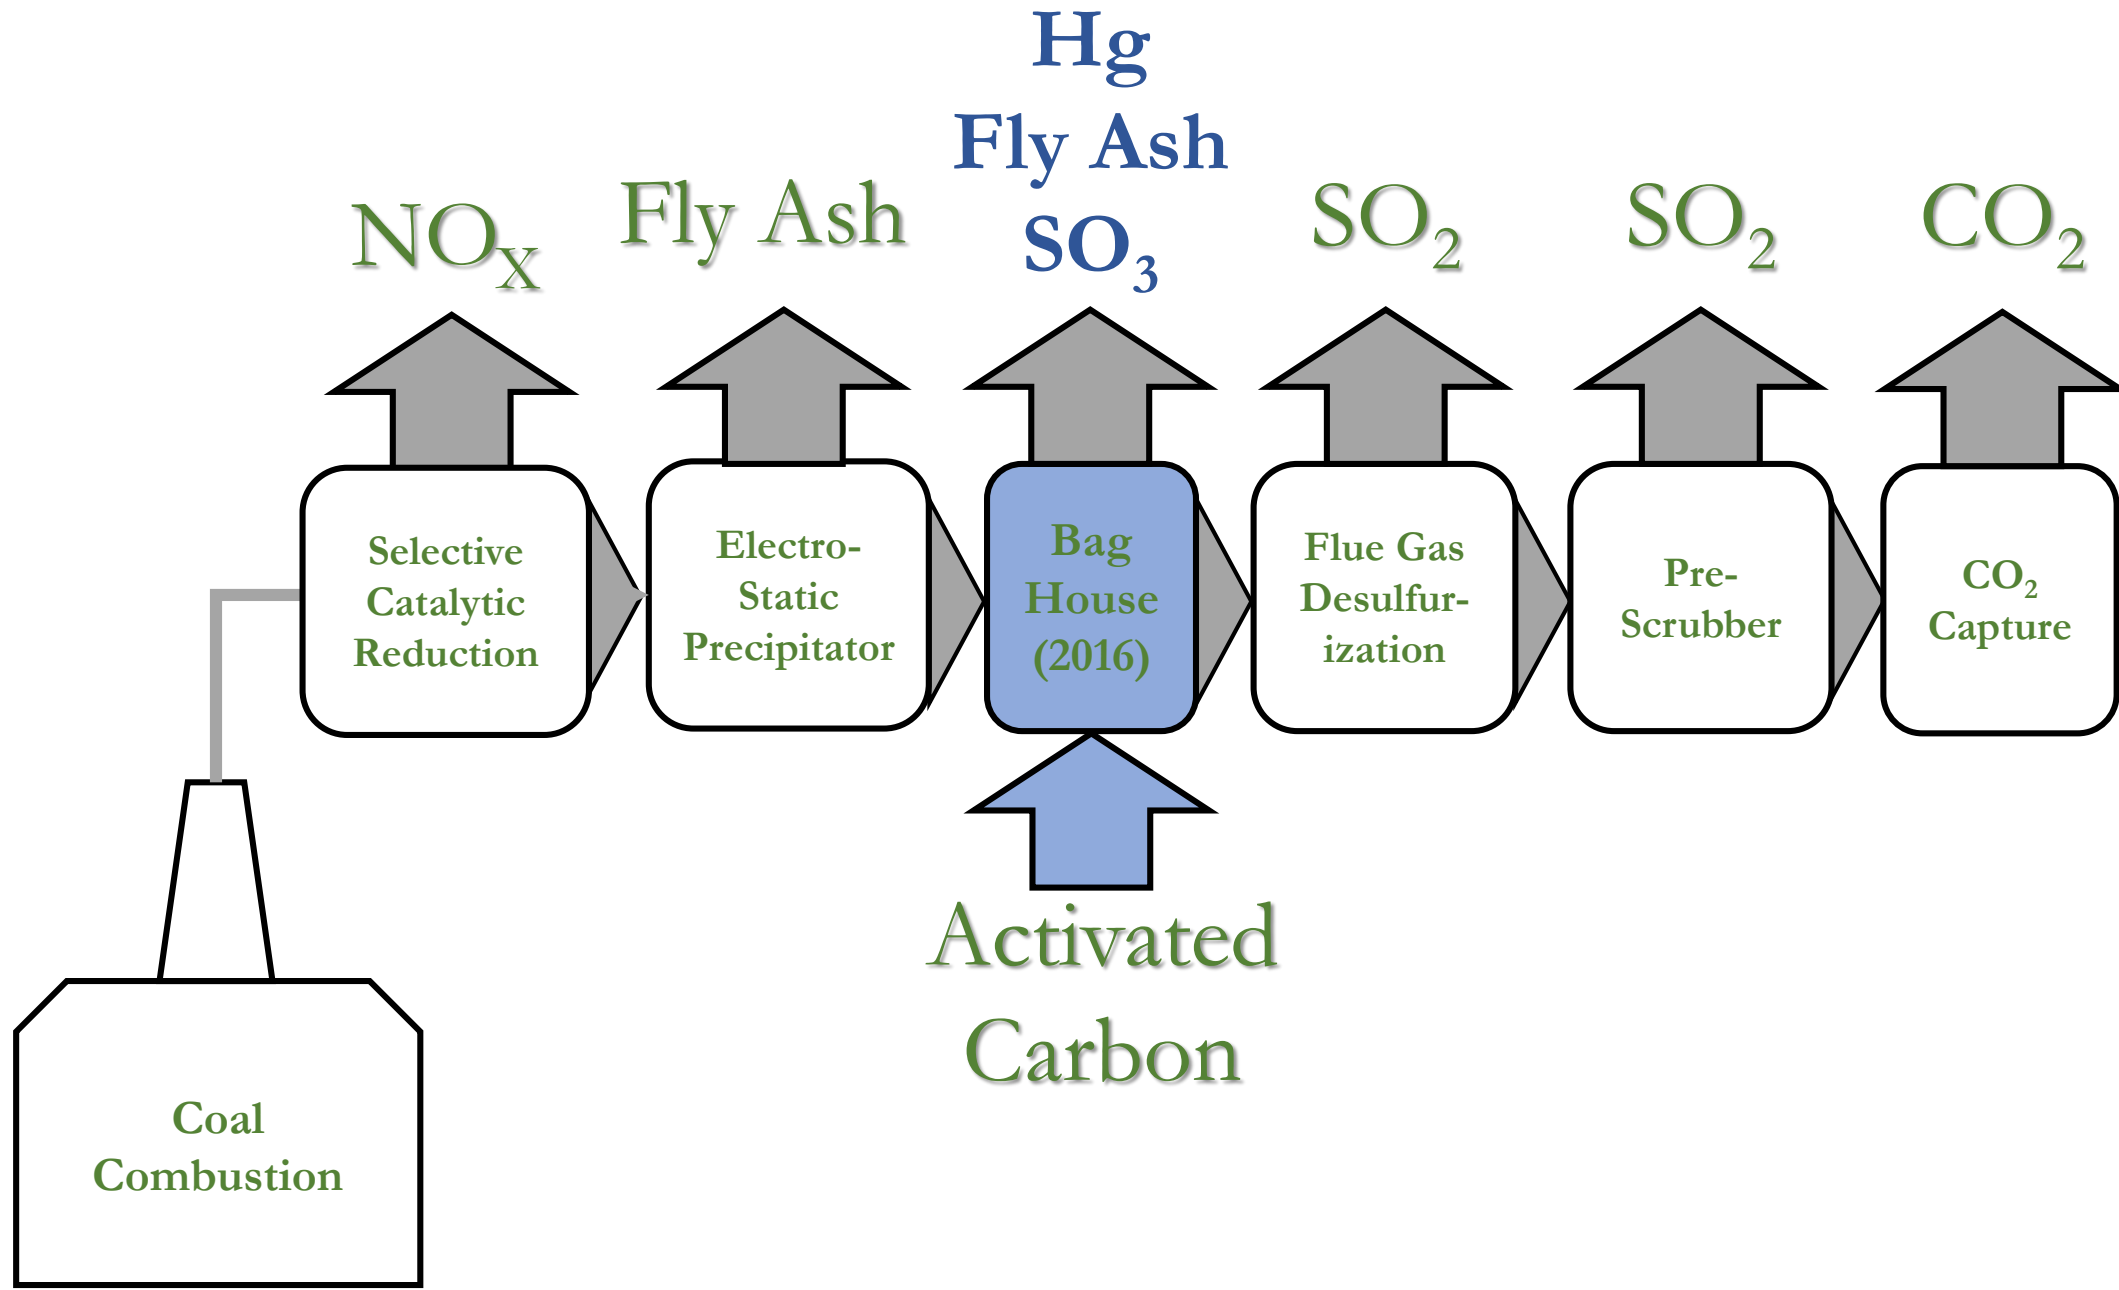 Hg
Fly Ash
SO₃
NOX
Fly Ash
SO₂
SO₂
CO₂
Selective
Catalytic
Reduction
Electro-
Static
Precipitator
Bag
House
(2016)
Flue Gas
Desulfur-
ization
Pre-
Scrubber
CO₂
Capture
Activated
Carbon
Coal
Combustion